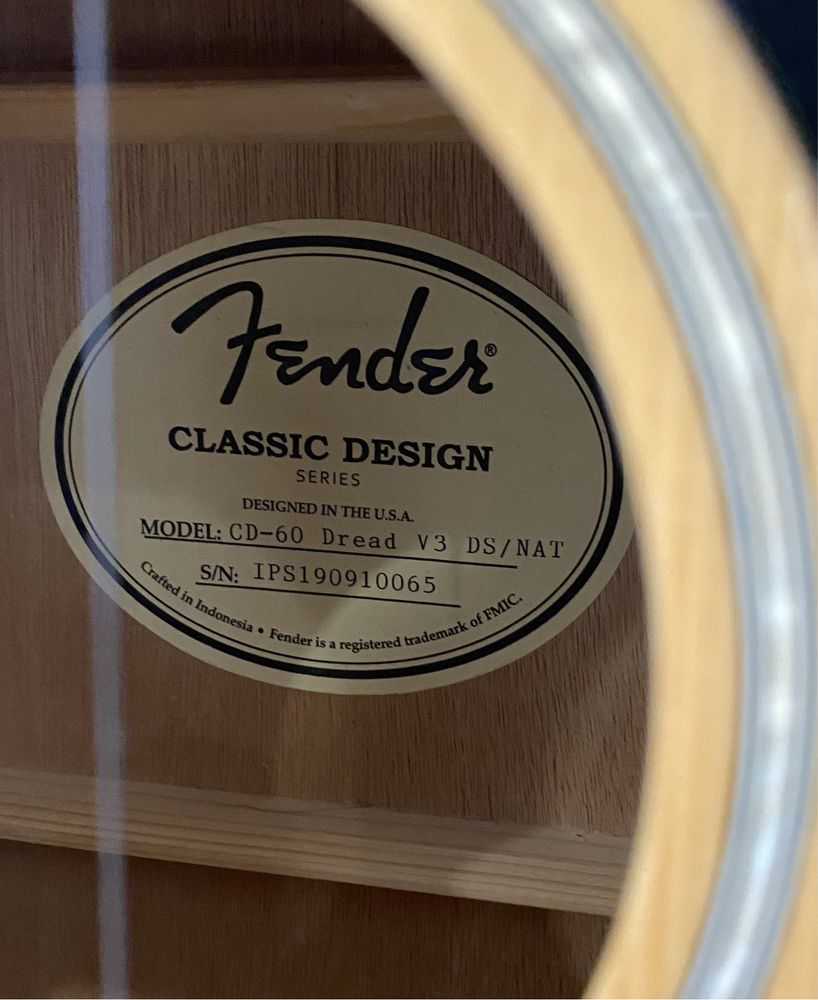 Fender®
CLASSIC DESIGN
SERIES
DESIGNED IN THE U.S.A.
MODEL: CD-60 Dread V3 DS/NAT
S/N: IPS190910065
Crafted in Indonesia • Fender is a registered trademark of FMIC.